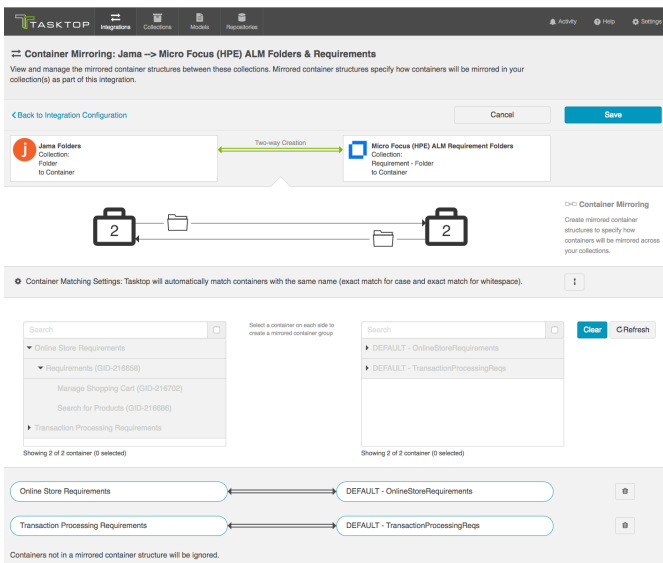 TASKTOP
Integrations
Collections
Models
Repositories
Activity
Help
Settings
Container Mirroring: Jama --> Micro Focus (HPE) ALM Folders & Requirements
View and manage the mirrored container structures between these collections. Mirrored container structures specify how containers will be mirrored in your
collection(s) as part of this integration.
Back to Integration Configuration
Cancel
Save
j
Jama Folders
Collection:
Folder
to Container
Two-way Creation
Micro Focus (HPE) ALM Requirement Folders
Collection:
Requirement - Folder
to Container
2
2
Container Mirroring
Create mirrored container
structures to specify how
containers will be mirrored across
your collections.
Container Matching Settings: Tasktop will automatically match containers with the same name (exact match for case and exact match for whitespace).
Search
Select a container on each side to
create a mirrored container group
Search
Clear
Refresh
Online Store Requirements
Requirements (GID-216658)
Manage Shopping Cart (GID-218702)
Search for Products (GID-216666)
Transaction Processing Requirements
DEFAULT - OnlineStoreRequirements
DEFAULT - TransactionProcessingReqs
Showing 2 of 2 container (0 selected)
Showing 2 of 2 container (0 selected)
Online Store Requirements
DEFAULT - OnlineStoreRequirements
Transaction Processing Requirements
DEFAULT - TransactionProcessingReqs
Containers not in a mirrored container structure will be ignored.